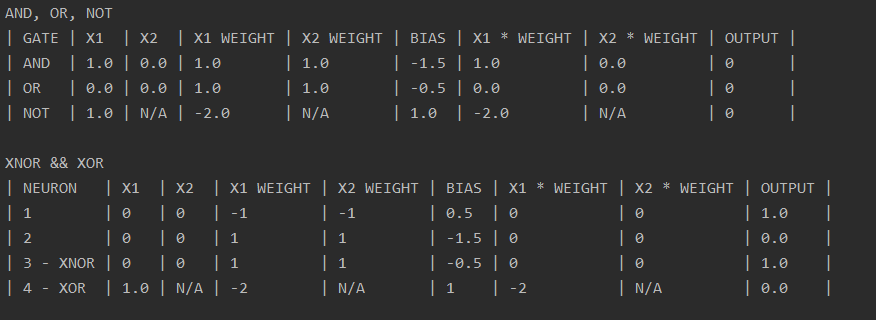 AND, OR, NOT
| GATE | X1 | X2 | X1 WEIGHT | X2 WEIGHT | BIAS | X1 * WEIGHT | X2 * WEIGHT | OUTPUT |
| AND | 1.0 | 0.0 | 1.0 | 1.0 | -1.5 | 1.0 | 0.0 | 0 |
| OR | 0.0 | 0.0 | 1.0 | 1.0 | -0.5 | 0.0 | 0.0 | 0 |
| NOT | 1.0 | N/A | -2.0 | N/A | 1.0 | -2.0 | N/A | 0 |
XNOR && XOR
| NEURON | X1 | X2 | X1 WEIGHT | X2 WEIGHT | BIAS | X1 * WEIGHT | X2 * WEIGHT | OUTPUT |
| 1 | 0 | 0 | -1 | -1 | 0.5 | 0 | 0 | 1.0 |
| 2 | 0 | 0 | 1 | 1 | -1.5 | 0 | 0 | 0.0 |
| 3 - XNOR | 0 | 0 | 1 | 1 | -0.5 | 0 | 0 | 1.0 |
| 4 - XOR | 1.0 | N/A | -2 | N/A | 1 | -2 | N/A | 0.0 |